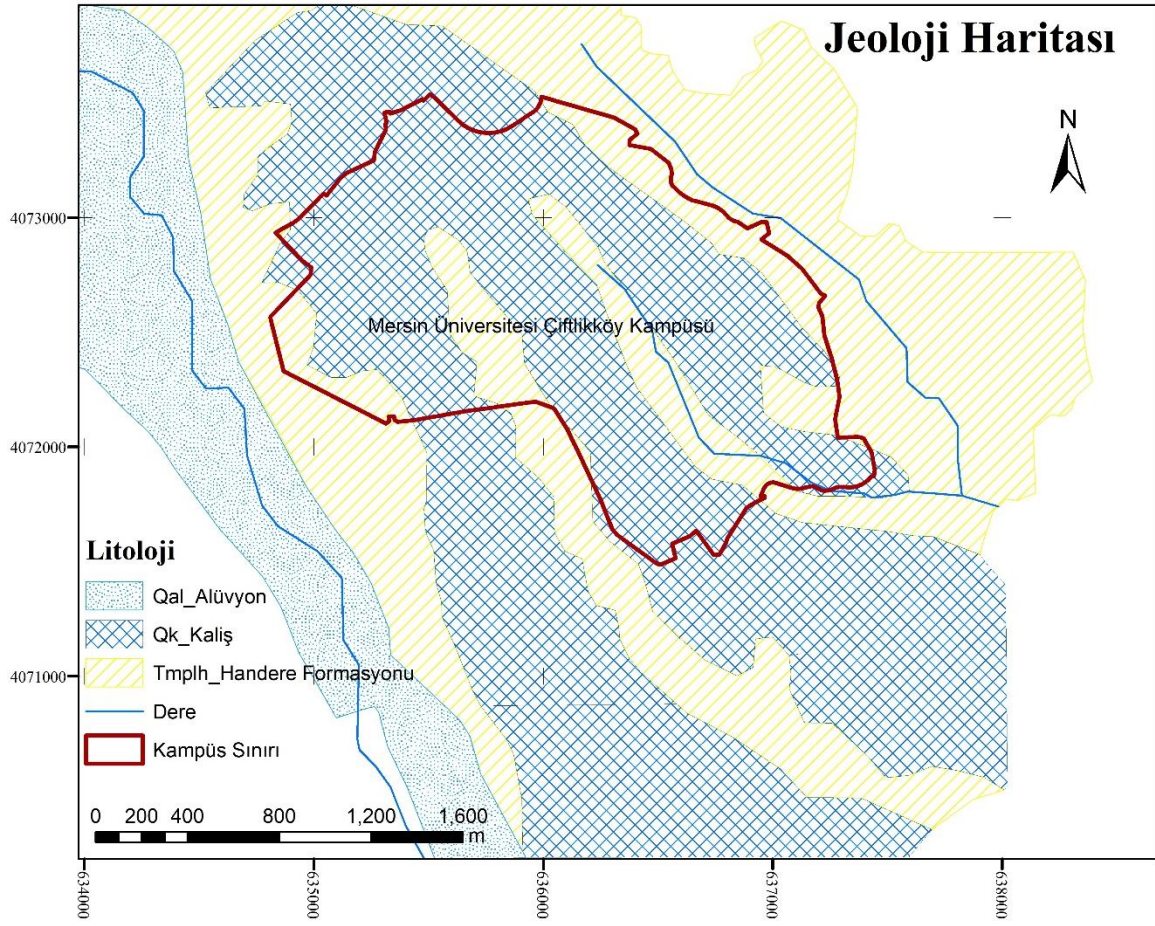 Jeoloji Haritası
N
4073000
Mersin Üniversitesi Çiftlikköy Kampüsü
4072000
Litoloji
Qal_Alüvyon
Qk_Kaliş
Tmplh_Handere Formasyonu
4071000
Dere
Kampüs Sınırı
0 200 400 800 1,200 1,600
m
634000 635000 636000 637000 638000